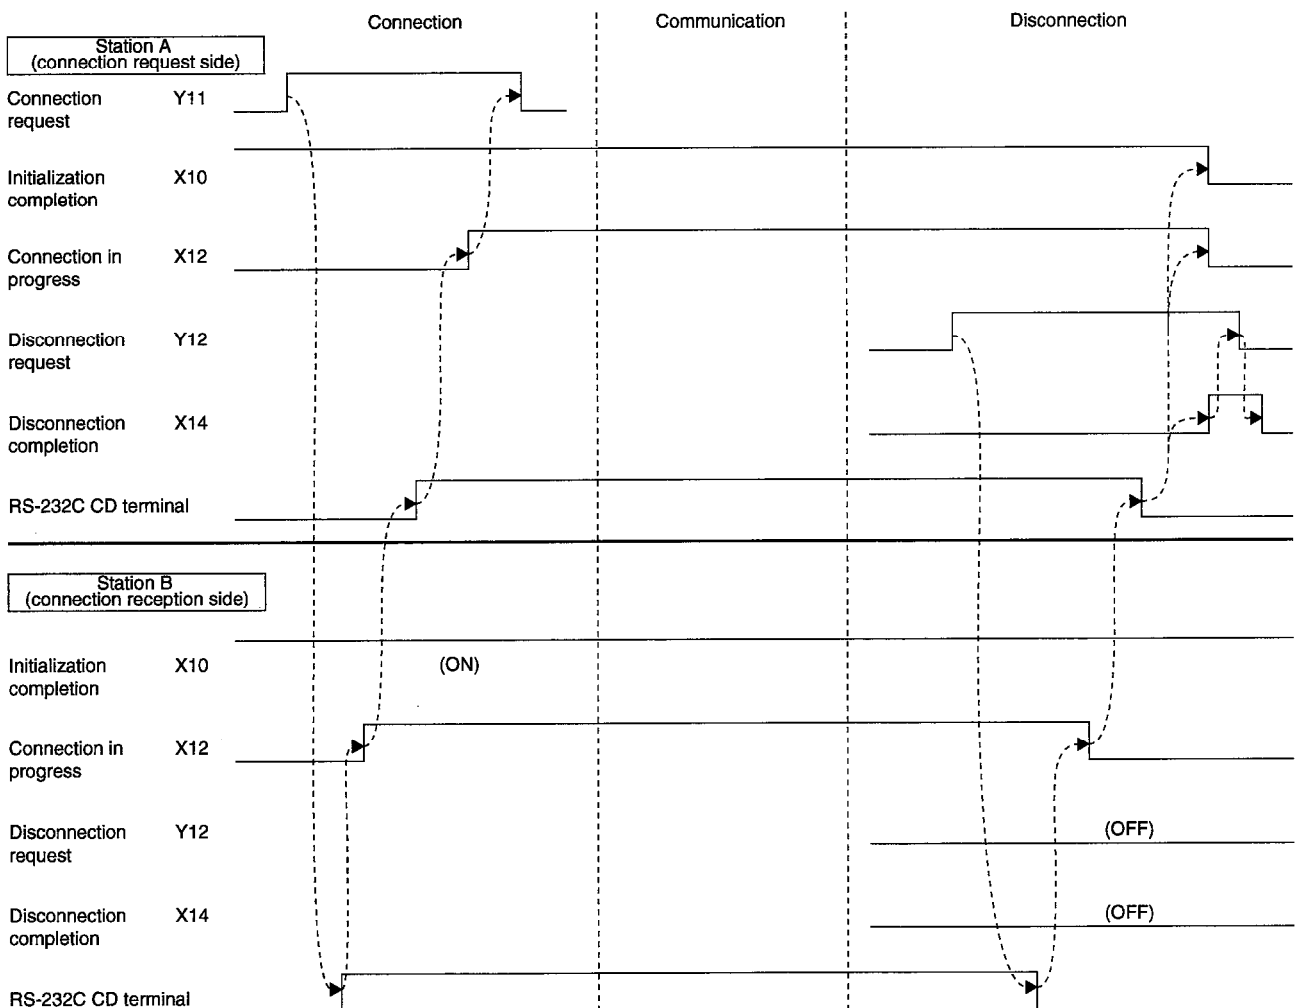 Connection Communication Disconnection
Station A
(connection request side)
Connection Y11
request
Initialization X10
completion
Connection in X12
progress
Disconnection Y12
request
Disconnection X14
completion
RS-232C CD terminal
Station B
(connection reception side)
Initialization X10 (ON)
completion
Connection in X12
progress
Disconnection Y12 (OFF)
request
Disconnection X14 (OFF)
completion
RS-232C CD terminal